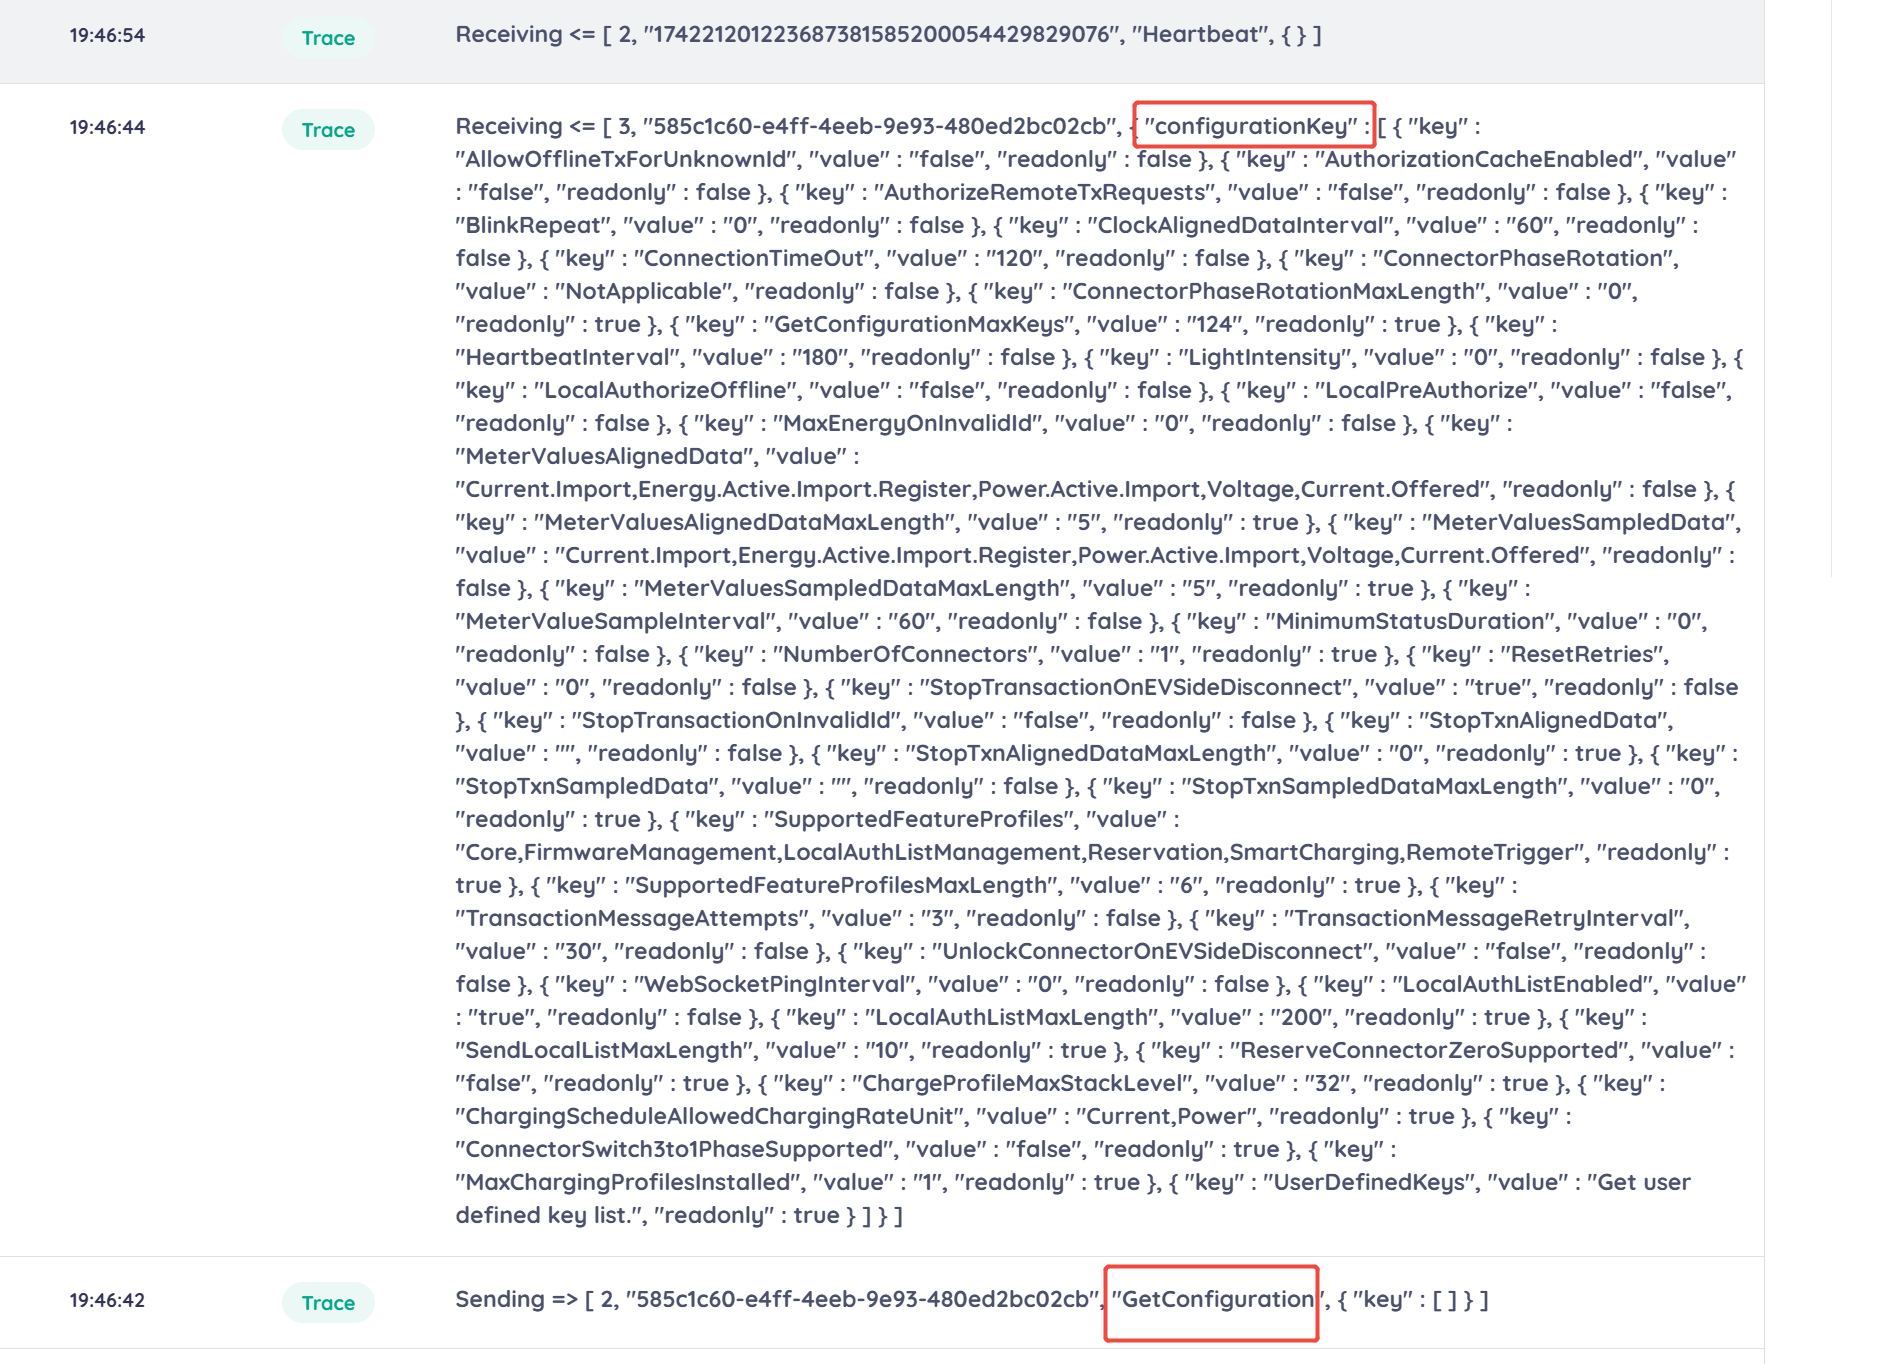 19:46:54 Trace Receiving <= [ 2, "1742212012236873815852000544298290​76", "Heartbeat", { } ]
19:46:44 Trace Receiving <= [ 3, "585c1c60-e4ff-4eeb-9e93-480ed2bc02cb", { "configurationKey" : [ { "key" :
"AllowOfflineTxForUnknownId", "value" : "false", "readonly" : false }, { "key" : "AuthorizationCacheEnabled", "value"
: "false", "readonly" : false }, { "key" : "AuthorizeRemoteTxRequests", "value" : "false", "readonly" : false }, { "key" :
"BlinkRepeat", "value" : "0", "readonly" : false }, { "key" : "ClockAlignedDataInterval", "value" : "60", "readonly" :
false }, { "key" : "ConnectionTimeOut", "value" : "120", "readonly" : false }, { "key" : "ConnectorPhaseRotation",
"value" : "NotApplicable", "readonly" : false }, { "key" : "ConnectorPhaseRotationMaxLength", "value" : "0",
"readonly" : true }, { "key" : "GetConfigurationMaxKeys", "value" : "124", "readonly" : true }, { "key" :
"HeartbeatInterval", "value" : "180", "readonly" : false }, { "key" : "LightIntensity", "value" : "0", "readonly" : false }, {
"key" : "LocalAuthorizeOffline", "value" : "false", "readonly" : false }, { "key" : "LocalPreAuthorize", "value" : "false",
"readonly" : false }, { "key" : "MaxEnergyOnInvalidId", "value" : "0", "readonly" : false }, { "key" :
"MeterValuesAlignedData", "value" :
"Current.Import,Energy.Active.Import.Register,Power.Active.Import,Voltage,Current.Offered", "readonly" : false }, {
"key" : "MeterValuesAlignedDataMaxLength", "value" : "5", "readonly" : true }, { "key" : "MeterValuesSampledData",
"value" : "Current.Import,Energy.Active.Import.Register,Power.Active.Import,Voltage,Current.Offered", "readonly" :
false }, { "key" : "MeterValuesSampledDataMaxLength", "value" : "5", "readonly" : true }, { "key" :
"MeterValueSampleInterval", "value" : "60", "readonly" : false }, { "key" : "MinimumStatusDuration", "value" : "0",
"readonly" : false }, { "key" : "NumberOfConnectors", "value" : "1", "readonly" : true }, { "key" : "ResetRetries",
"value" : "0", "readonly" : false }, { "key" : "StopTransactionOnEVSideDisconnect", "value" : "true", "readonly" : false
}, { "key" : "StopTransactionOnInvalidId", "value" : "false", "readonly" : false }, { "key" : "StopTxnAlignedData",
"value" : "", "readonly" : false }, { "key" : "StopTxnAlignedDataMaxLength", "value" : "0", "readonly" : true }, { "key" :
"StopTxnSampledData", "value" : "", "readonly" : false }, { "key" : "StopTxnSampledDataMaxLength", "value" : "0",
"readonly" : true }, { "key" : "SupportedFeatureProfiles", "value" :
"Core,FirmwareManagement,LocalAuthListManagement,Reservation,SmartCharging,RemoteTrigger", "readonly" :
true }, { "key" : "SupportedFeatureProfilesMaxLength", "value" : "6", "readonly" : true }, { "key" :
"TransactionMessageAttempts", "value" : "3", "readonly" : false }, { "key" : "TransactionMessageRetryInterval",
"value" : "30", "readonly" : false }, { "key" : "UnlockConnectorOnEVSideDisconnect", "value" : "false", "readonly" :
false }, { "key" : "WebSocketPingInterval", "value" : "0", "readonly" : false }, { "key" : "LocalAuthListEnabled", "value"
: "true", "readonly" : false }, { "key" : "LocalAuthListMaxLength", "value" : "200", "readonly" : true }, { "key" :
"SendLocalListMaxLength", "value" : "10", "readonly" : true }, { "key" : "ReserveConnectorZeroSupported", "value" :
"false", "readonly" : true }, { "key" : "ChargeProfileMaxStackLevel", "value" : "32", "readonly" : true }, { "key" :
"ChargingScheduleAllowedChargingRateUnit", "value" : "Current,Power", "readonly" : true }, { "key" :
"ConnectorSwitch3to1PhaseSupported", "value" : "false", "readonly" : true }, { "key" :
"MaxChargingProfilesInstalled", "value" : "1", "readonly" : true }, { "key" : "UserDefinedKeys", "value" : "Get user
defined key list.", "readonly" : true } ] } ]
19:46:42 Trace Sending => [ 2, "585c1c60-e4ff-4eeb-9e93-480ed2bc02cb", "GetConfiguration", { "key" : [ ] } ]